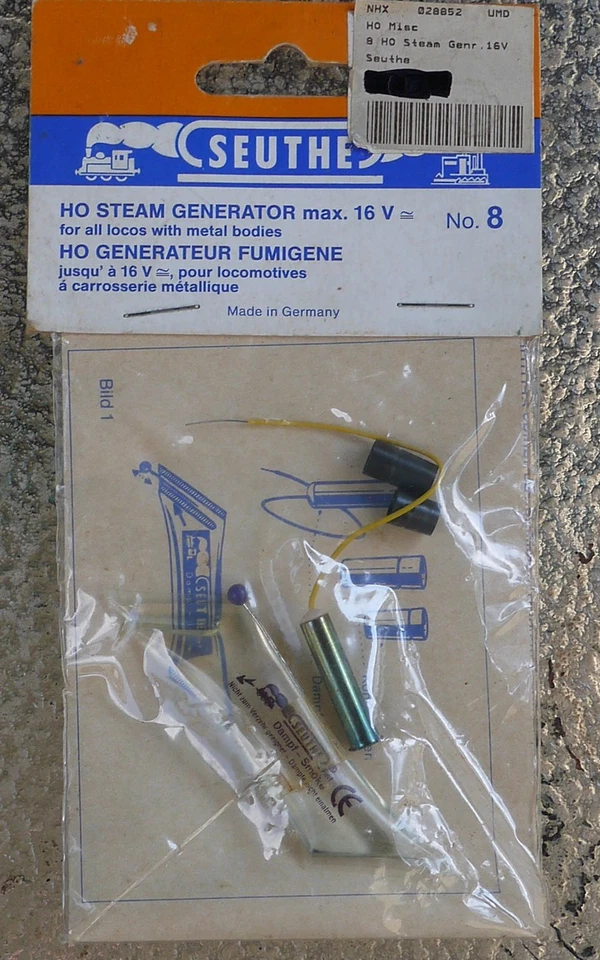 NHX 028852 UMD
HO Misc
8 HO Steam Genr.16V
Seuthe
SEUTHE
HO STEAM GENERATOR max. 16 V ≅
for all locos with metal bodies
No. 8
HO GENERATEUR FUMIGENE
jusqu' à 16 V ≅, pour locomotives
á carrosserie métallique
Made in Germany
Bild 1
SEUTHE
Dampf - Smoke
CE